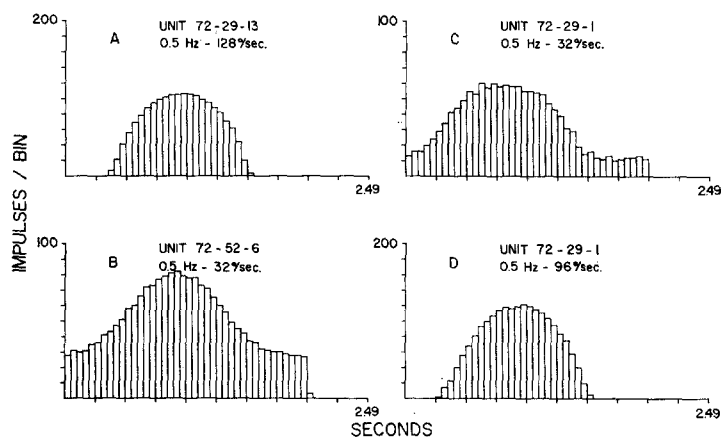 200
A
UNIT 72-29-13
0.5 Hz - 128°/sec.
2.49
100
C
UNIT 72-29-1
0.5 Hz - 32°/sec.
2.49
IMPULSES / BIN
100
B
UNIT 72-52-6
0.5 Hz - 32°/sec.
2.49
200
D
UNIT 72-29-1
0.5 Hz - 96°/sec.
2.49
SECONDS